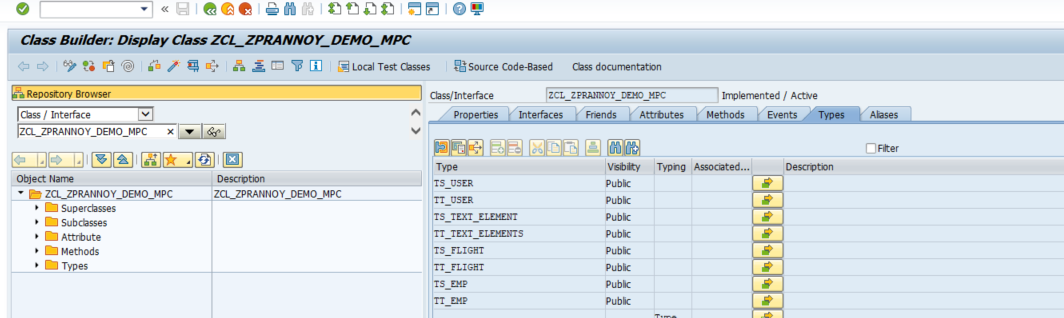 Class Builder: Display Class ZCL_ZPRANNOY_DEMO_MPC
Local Test Classes Source Code-Based Class documentation
Repository Browser
Class / Interface
ZCL_ZPRANNOY_DEMO_MPC
Object Name Description
ZCL_ZPRANNOY_DEMO_MPC ZCL_ZPRANNOY_DEMO_MPC
Superclasses
Subclasses
Attribute
Methods
Types
Class/Interface ZCL_ZPRANNOY_DEMO_MPC Implemented / Active
Properties Interfaces Friends Attributes Methods Events Types Aliases
Filter
Type Visibility Typing Associated... Description
TS_USER Public
TT_USER Public
TS_TEXT_ELEMENT Public
TT_TEXT_ELEMENTS Public
TS_FLIGHT Public
TT_FLIGHT Public
TS_EMP Public
TT_EMP Public
Type